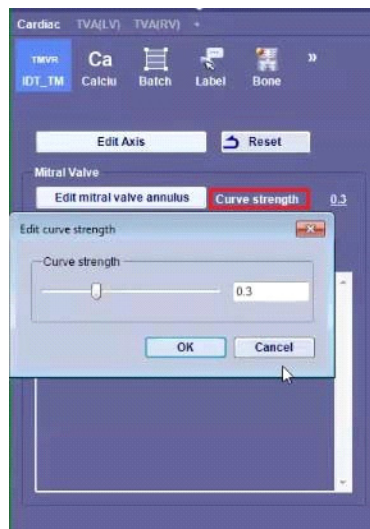 Cardiac TVA(LV) TVA(RV) +
TMVR Ca »
IDT_TM Calciu Batch Label Bone
Edit Axis Reset
Mitral Valve
Edit mitral valve annulus Curve strength 0.3
Edit curve strength
Curve strength
0.3
OK Cancel